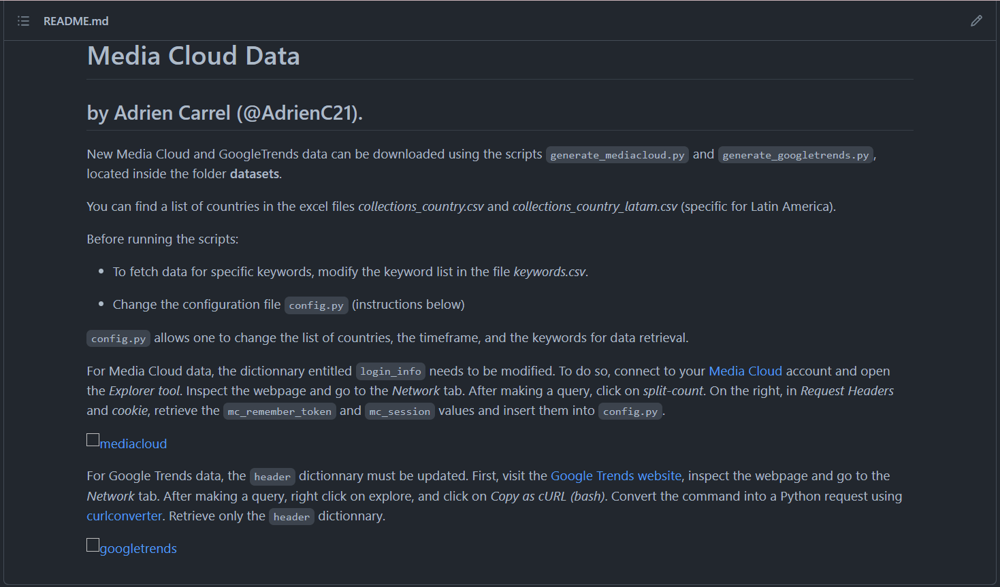 README.md
Media Cloud Data
by Adrien Carrel (@AdrienC21).
New Media Cloud and GoogleTrends data can be downloaded using the scripts generate_mediacloud.py and generate_googletrends.py,
located inside the folder datasets.
You can find a list of countries in the excel files collections_country.csv and collections_country_latam.csv (specific for Latin America).
Before running the scripts:
• To fetch data for specific keywords, modify the keyword list in the file keywords.csv.
• Change the configuration file config.py (instructions below)
config.py allows one to change the list of countries, the timeframe, and the keywords for data retrieval.
For Media Cloud data, the dictionnary entitled login_info needs to be modified. To do so, connect to your Media Cloud account and open
the Explorer tool. Inspect the webpage and go to the Network tab. After making a query, click on split-count. On the right, in Request Headers
and cookie, retrieve the mc_remember_token and mc_session values and insert them into config.py.
mediacloud
For Google Trends data, the header dictionnary must be updated. First, visit the Google Trends website, inspect the webpage and go to the
Network tab. After making a query, right click on explore, and click on Copy as cURL (bash). Convert the command into a Python request using
curlconverter. Retrieve only the header dictionnary.
googletrends